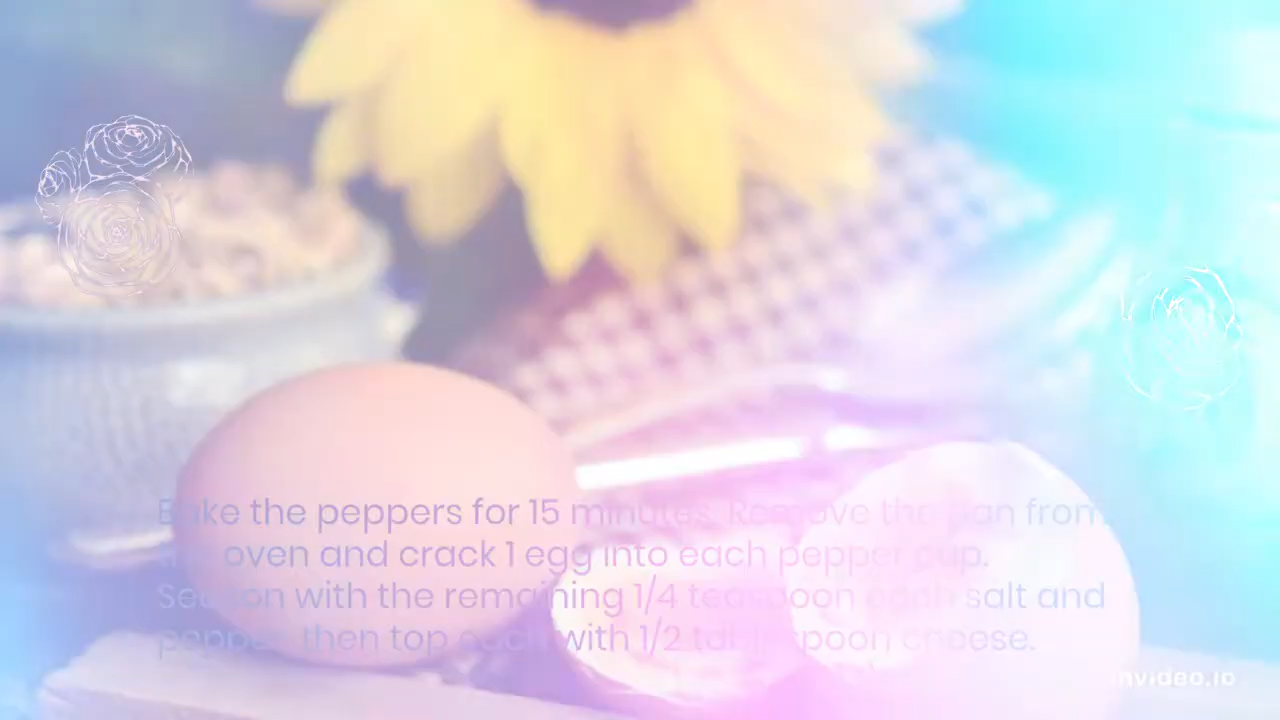 Bake the peppers for 15 minutes. Remove the pan from
the oven and crack 1 egg into each pepper cup.
Season with the remaining 1/4 teaspoon each salt and
pepper, then top each with 1/2 tablespoon cheese.
invideo.io